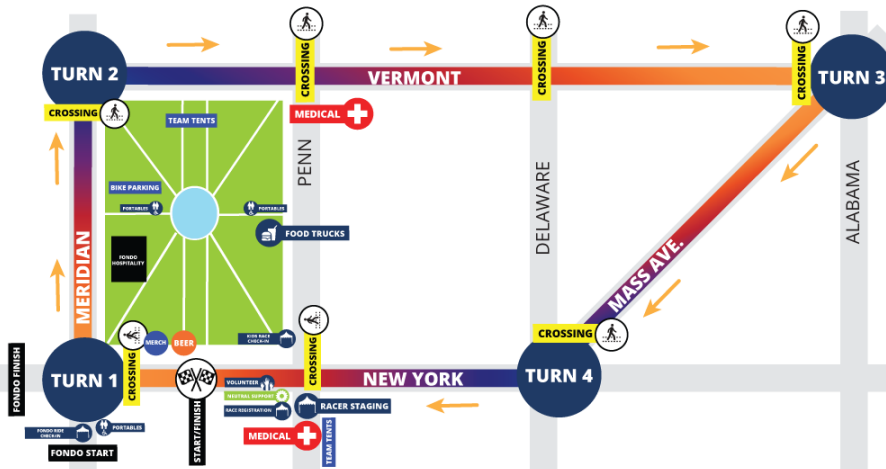 CROSSING
CROSSING
CROSSING
TURN 2
VERMONT
TURN 3
CROSSING
MEDICAL
TEAM TENTS
PENN
DELAWARE
ALABAMA
BIKE PARKING
PORTABLES
PORTABLES
FOOD TRUCKS
MERIDIAN
FONDO
HOSPITALITY
MASS AVE.
MERCH
BEER
KIDS RACE
CHECK-IN
CROSSING
CROSSING
CROSSING
FONDO FINISH
TURN 1
NEW YORK
TURN 4
VOLUNTEER
NEUTRAL SUPPORT
RACE REGISTRATION
RACER STAGING
START/FINISH
MEDICAL
TEAM TENTS
FONDO RIDE
CHECK-IN
PORTABLES
FONDO START